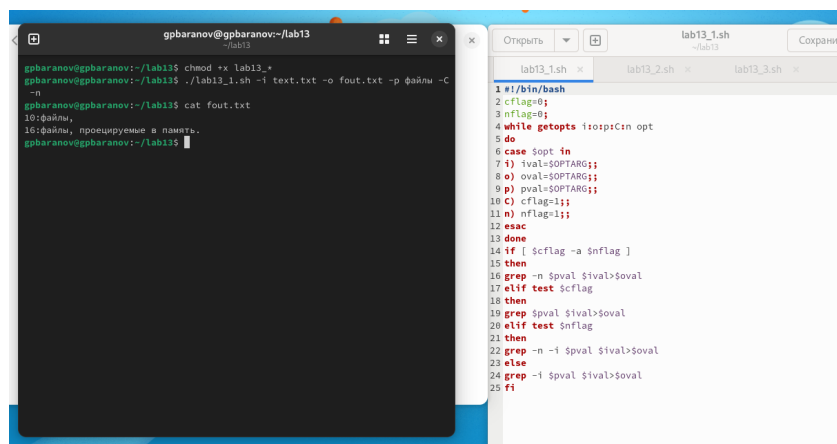 gpbaranov@gpbaranov:~/lab13
~/lab13
gpbaranov@gpbaranov:~/lab13$ chmod +x lab13_*
gpbaranov@gpbaranov:~/lab13$ ./lab13_1.sh -i text.txt -o fout.txt -p файлы -C
-n
gpbaranov@gpbaranov:~/lab13$ cat fout.txt
10:файлы,
16:файлы, проецируемые в память.
gpbaranov@gpbaranov:~/lab13$
Открыть
lab13_1.sh
~/lab13
Сохрани
lab13_1.sh
lab13_2.sh
lab13_3.sh
1 #!/bin/bash
2 cflag=0;
3 nflag=0;
4 while getopts i:o:p:C:n opt
5 do
6 case $opt in
7 i) ival=$OPTARG;;
8 o) oval=$OPTARG;;
9 p) pval=$OPTARG;;
10 C) cflag=1;;
11 n) nflag=1;;
12 esac
13 done
14 if [ $cflag -a $nflag ]
15 then
16 grep -n $pval $ival>$oval
17 elif test $cflag
18 then
19 grep $pval $ival>$oval
20 elif test $nflag
21 then
22 grep -n -i $pval $ival>$oval
23 else
24 grep -i $pval $ival>$oval
25 fi